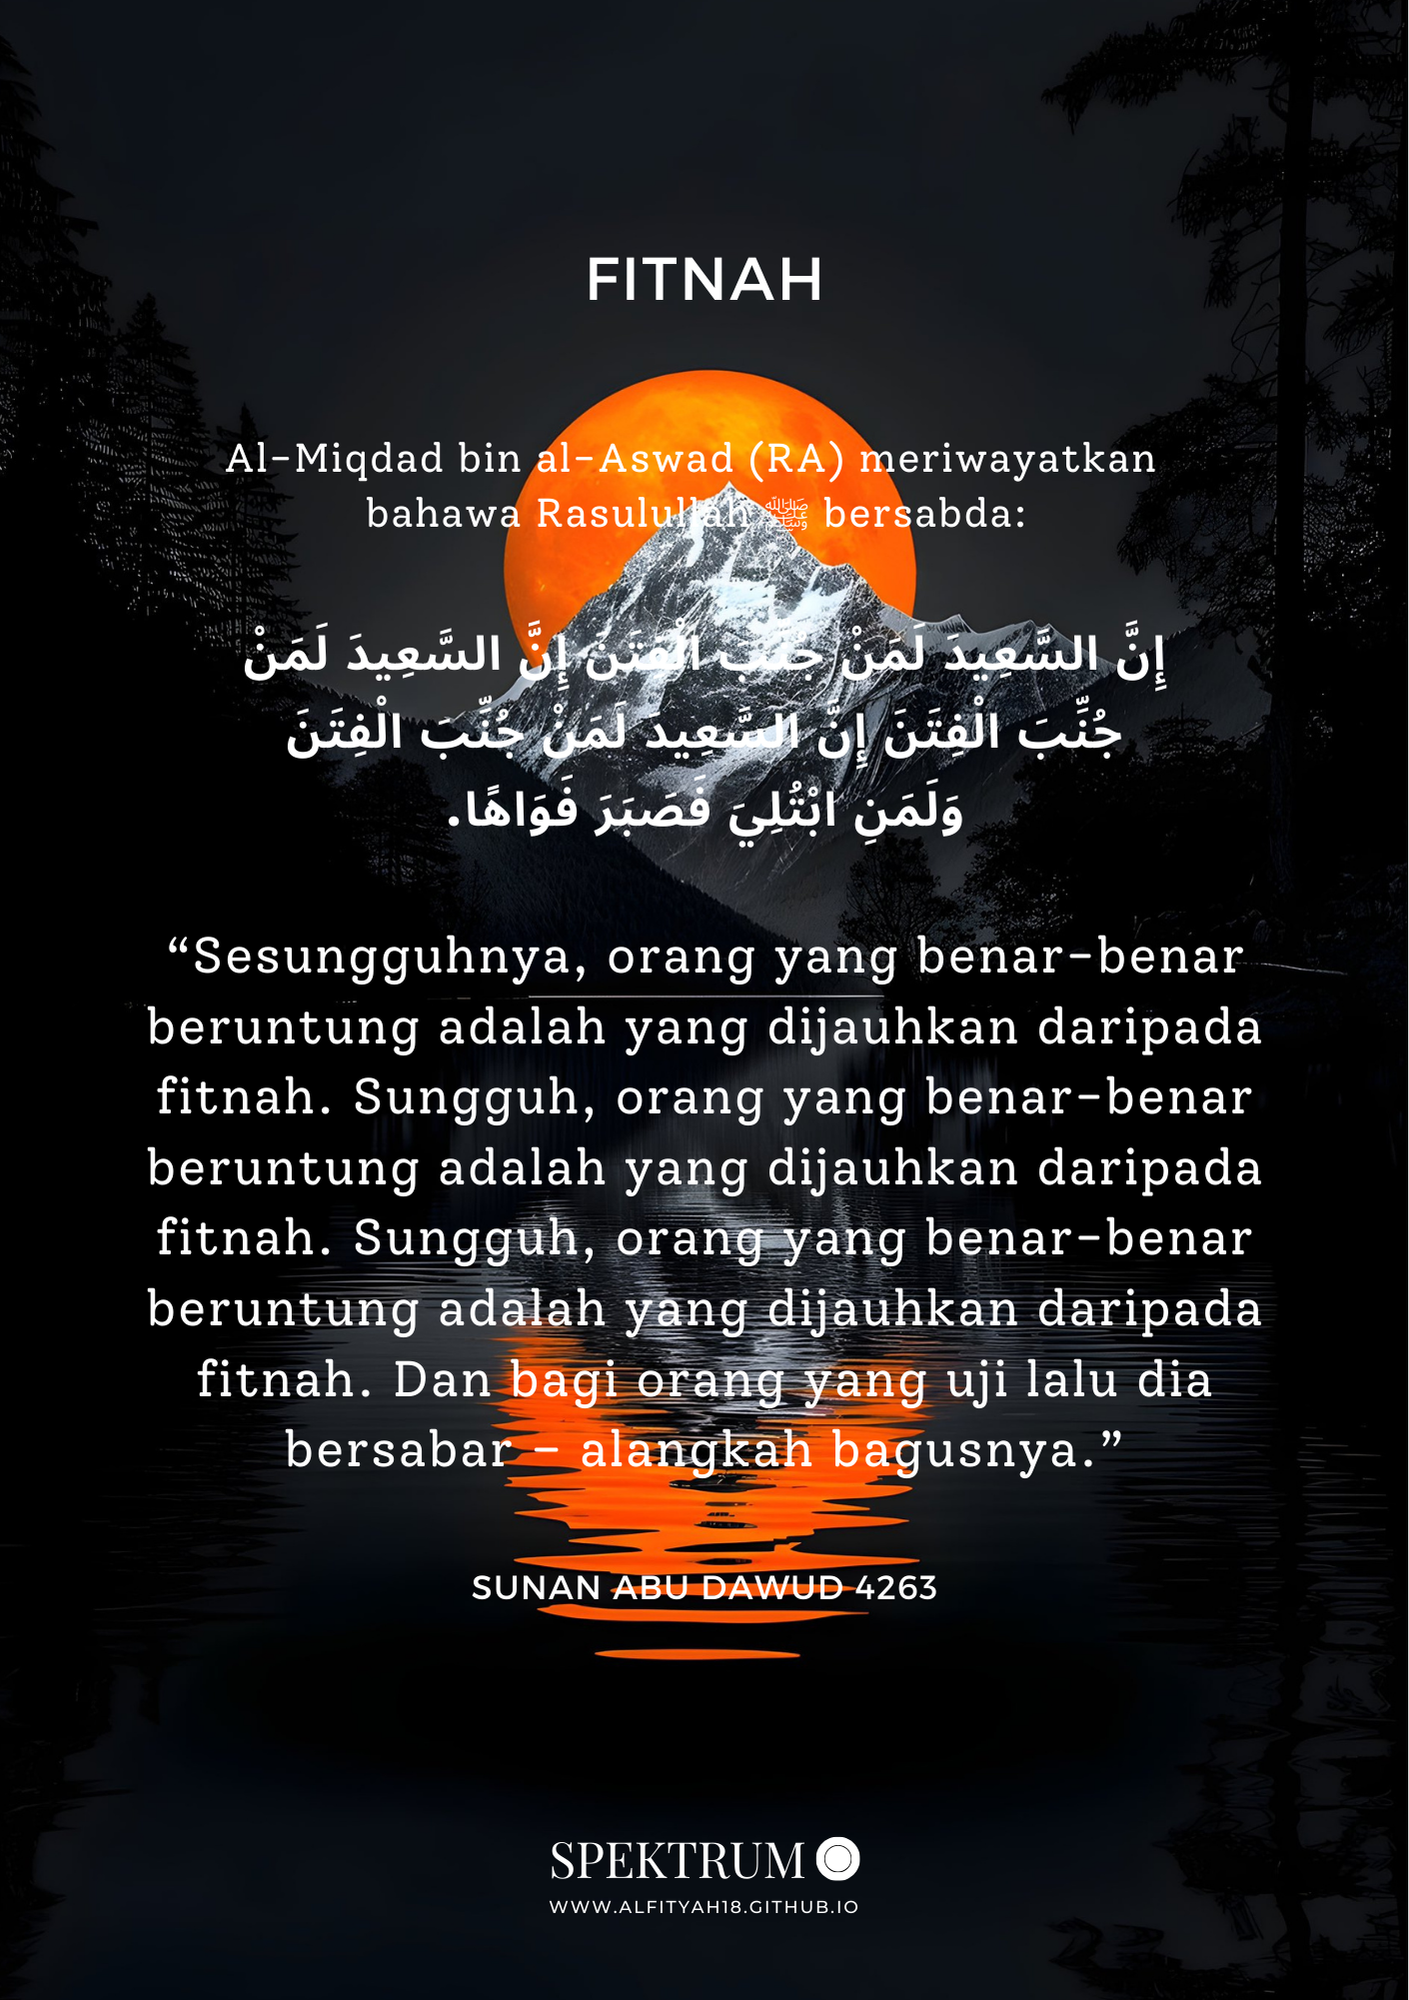 FITNAH
Al-Miqdad bin al-Aswad (RA) meriwayatkan
bahawa Rasulullah ﷺ bersabda:
إِنَّ السَّعِيدَ لَمَنْ جُنِّبَ الْفِتَنَ إِنَّ السَّعِيدَ لَمَنْ
جُنِّبَ الْفِتَنَ إِنَّ السَّعِيدَ لَمَنْ جُنِّبَ الْفِتَنَ
وَلَمَنِ ابْتُلِيَ فَصَبَرَ فَوَاهًا.
“Sesungguhnya, orang yang benar-benar
beruntung adalah yang dijauhkan daripada
fitnah. Sungguh, orang yang benar-benar
beruntung adalah yang dijauhkan daripada
fitnah. Sungguh, orang yang benar-benar
beruntung adalah yang dijauhkan daripada
fitnah. Dan bagi orang yang uji lalu dia
bersabar – alangkah bagusnya.”
SUNAN ABU DAWUD 4263
SPEKTRUM
WWW.ALFITYAH18.GITHUB.IO